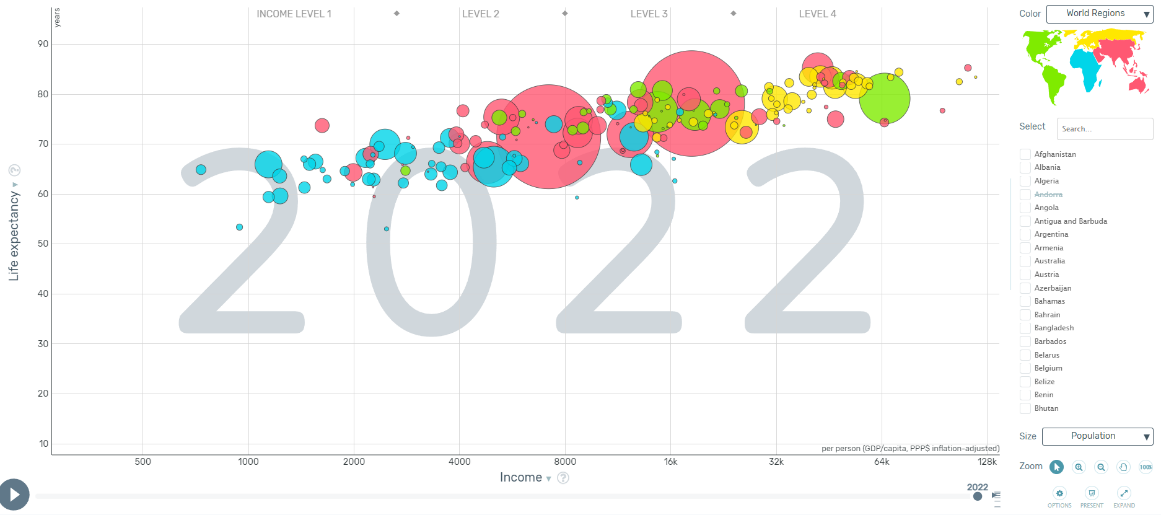 INCOME LEVEL 1 LEVEL 2 LEVEL 3 LEVEL 4
years
Life expectancy
90
80
70
60
50
40
30
20
10
2022
per person (GDP/capita, PPP$ inflation-adjusted)
500 1000 2000 4000 8000 16k 32k 64k 128k
Income
2022
Color World Regions
Select Search...
Afghanistan
Albania
Algeria
Andorra
Angola
Antigua and Barbuda
Argentina
Armenia
Australia
Austria
Azerbaijan
Bahamas
Bahrain
Bangladesh
Barbados
Belarus
Belgium
Belize
Benin
Bhutan
Size Population
Zoom 100%
OPTIONS PRESENT EXPAND